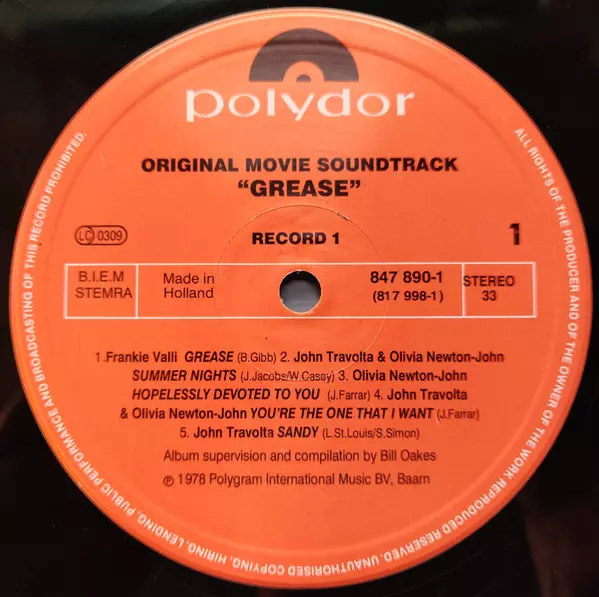 polydor
ORIGINAL MOVIE SOUNDTRACK
"GREASE"
RECORD 1
1
LC 0309
B.I.E.M
STEMRA
Made in
Holland
847 890-1
(817 998-1)
STEREO
33
1.Frankie Valli GREASE (B.Gibb) 2. John Travolta & Olivia Newton-John
SUMMER NIGHTS (J.Jacobs/W.Casey) 3. Olivia Newton-John
HOPELESSLY DEVOTED TO YOU (J.Farrar) 4. John Travolta
& Olivia Newton-John YOU'RE THE ONE THAT I WANT (J.Farrar)
5. John Travolta SANDY (L.St.Louis/S.Simon)
Album supervision and compilation by Bill Oakes
℗ 1978 Polygram International Music BV, Baarn
ALL RIGHTS OF THE PRODUCER AND OF THE OWNER OF THE WORK REPRODUCED RESERVED. UNAUTHORISED COPYING, HIRING, LENDING, PUBLIC PERFORMANCE AND BROADCASTING OF THIS RECORD PROHIBITED.